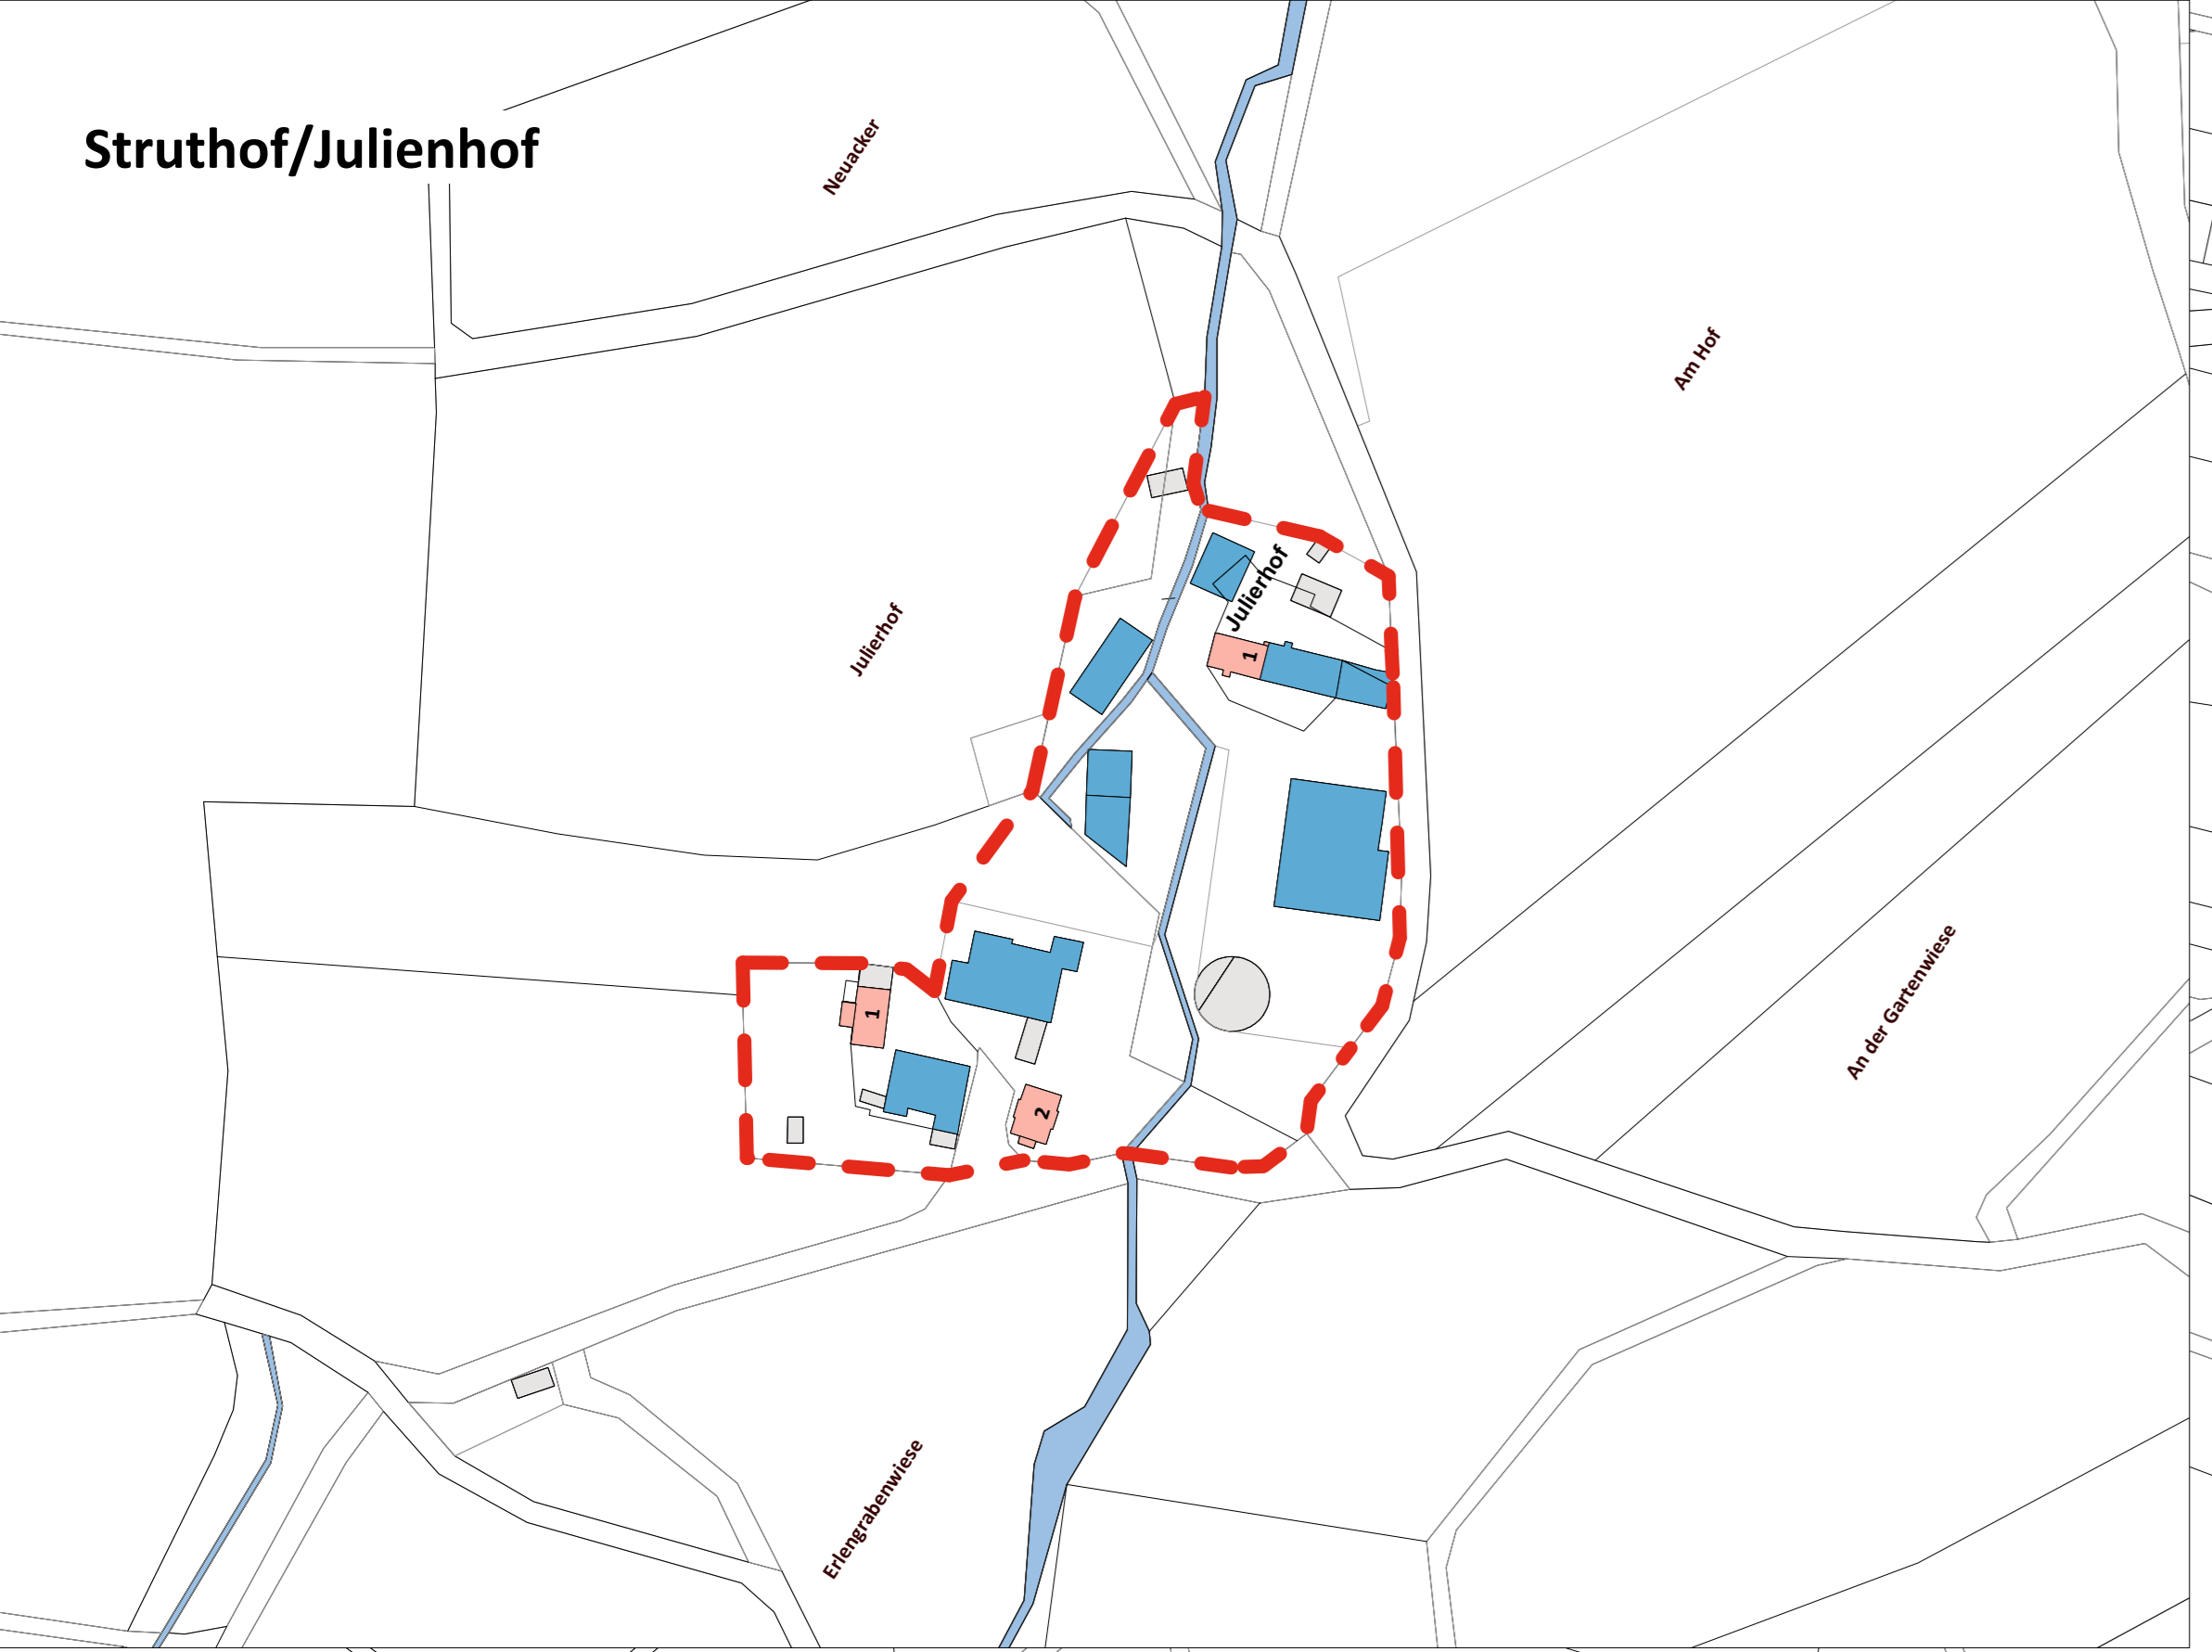 Struthof/Julienhof
Neuacker
Am Hof
Julierhof
Julierhof
1
1
2
An der Gartenwiese
Erlengrabenwiese